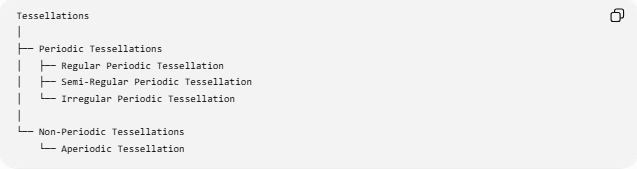 Tessellations
│
├── Periodic Tessellations
│   ├── Regular Periodic Tessellation
│   ├── Semi-Regular Periodic Tessellation
│   └── Irregular Periodic Tessellation
│
└── Non-Periodic Tessellations
    └── Aperiodic Tessellation